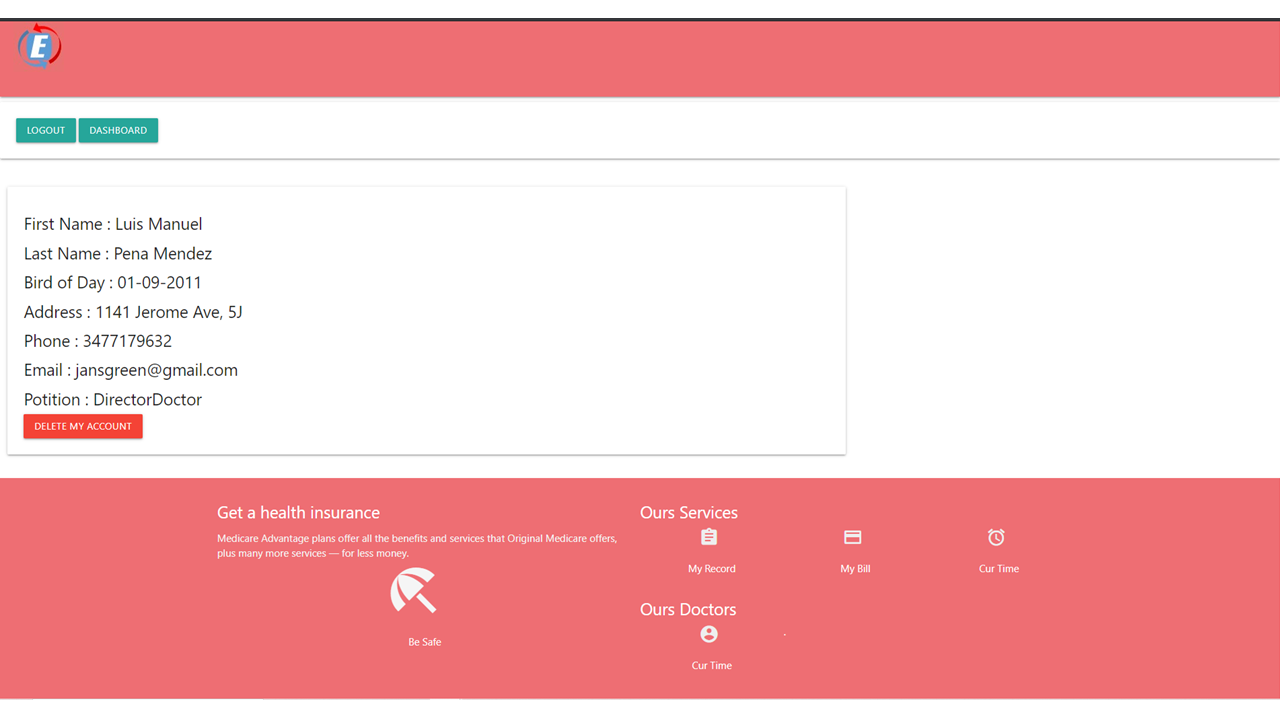 E
LOGOUT DASHBOARD
First Name : Luis Manuel
Last Name : Pena Mendez
Bird of Day : 01-09-2011
Address : 1141 Jerome Ave, 5J
Phone : 3477179632
Email : jansgreen@gmail.com
Potition : DirectorDoctor
DELETE MY ACCOUNT
Get a health insurance
Medicare Advantage plans offer all the benefits and services that Original Medicare offers,
plus many more services — for less money.
Be Safe
Ours Services
My Record My Bill Cur Time
Ours Doctors
Cur Time
.